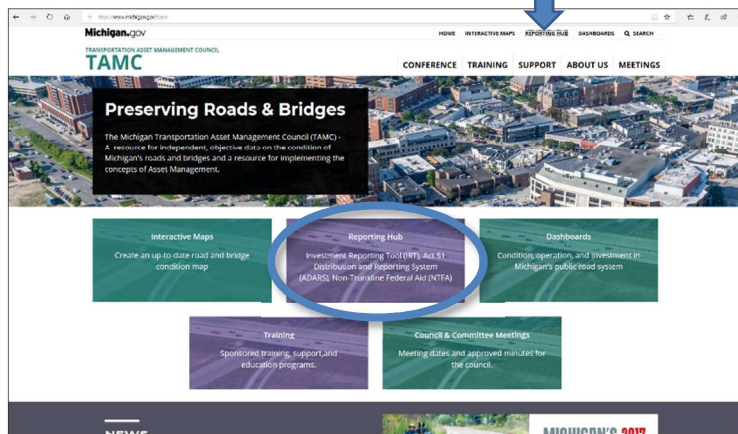 https://www.michigan.gov/tamc
Michigan.gov
HOME INTERACTIVE MAPS REPORTING HUB DASHBOARDS SEARCH
TRANSPORTATION ASSET MANAGEMENT COUNCIL
TAMC
CONFERENCE TRAINING SUPPORT ABOUT US MEETINGS
Preserving Roads & Bridges
The Michigan Transportation Asset Management Council (TAMC) -
A resource for independent, objective data on the condition of
Michigan's roads and bridges and a resource for implementing the
concepts of Asset Management.
Interactive Maps
Create an up-to-date road and bridge
condition map
Reporting Hub
Investment Reporting Tool (IRT), Act 51
Distribution and Reporting System
(ADARS), Non-Trunkline Federal Aid (NTFA)
Dashboards
Condition, operation, and investment in
Michigan's public road system
Training
Sponsored training, support,and
education programs.
Council & Committee Meetings
Meeting dates and approved minutes for
the council.
NEWS
MICHIGAN'S 2017